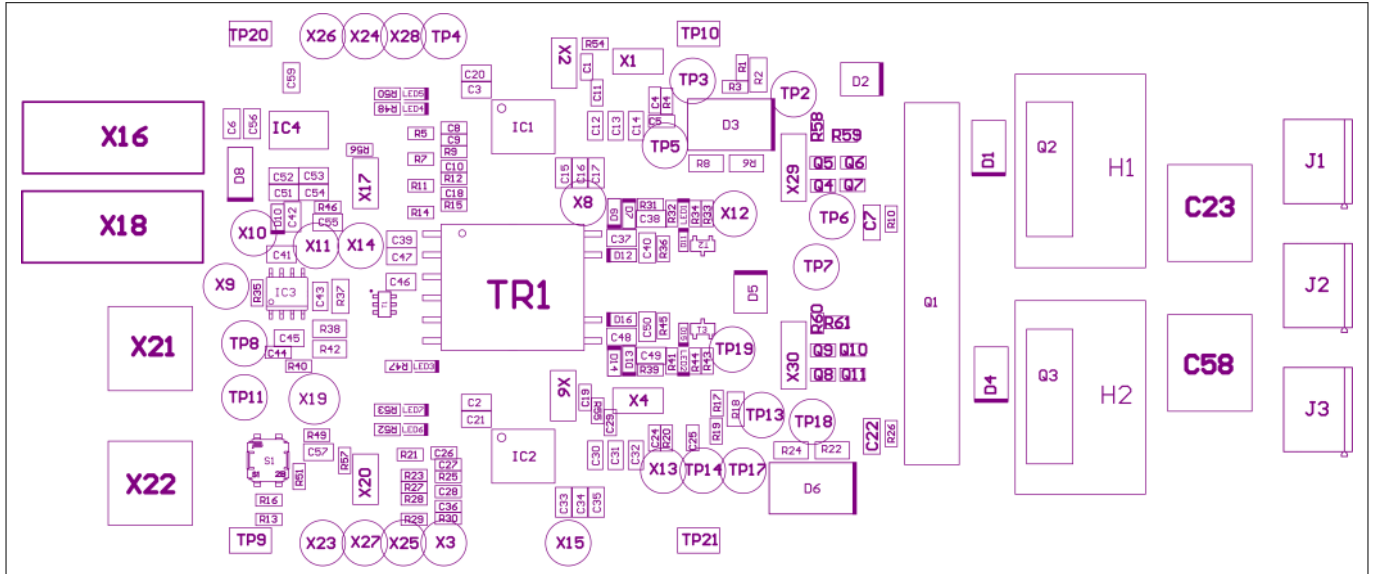 TP20 X26 X24 X28 TP4 X2 R54 X1 TP10
C59 C20 C3 C1 C11 TP3 R1 R2 R3 TP2 D2
R50 LED5
R48 LED4
C4 R4 C5
X16 C6 C56 IC4 R5 C8 C9 IC1 C12 C13 C14 TP5 D3 R58 R59 D1 Q2 H1 J1
R56 R7 R9 C10 R12 C15 C16 C17 R8 R6 X29 Q5 Q6
D8 C52 C53 X17 R11 C18 R15 Q4 Q7
C51 C54
X18 D10 C42 R46 C55 R14 X8 D9 D7 R31 C38 R32 LED1 R34 R33 X12 TP6 C7 R10 C23
X10 X11 X14 C39 C47 C37 C40 R36 D11 T2
C41 D12 TP7
X9 R35 IC3 C43 R37 C46 T1 TR1 D5 Q1 J2
X21 TP8 C45 R38 D16 C50 R45 D15 T3 R60 R61
C44 R42 C48 TP19
R40 R47 LED3 D14 D13 C49 R39 R41 LED2 R44 R43 X30 Q9 Q10 C58
Q8 Q11
TP11 X19 R53 LED7 C2 X6 C19 R55 C29 X4 R17 R18 TP13 TP18 D4 Q3 H2 J3
R52 LED6 C21
R49 C57 R19 C22 R26
X22 S1 R51 R57 R21 C26 C27 IC2 C30 C31 C32 C24 R20 C25 R24 R22
X20 R23 R25 R27 C28 X13 TP14 TP17 D6
R16 R28 C36 C33 C34 C35
R13 R29 R30
TP9 X23 X27 X25 X3 X15 TP21